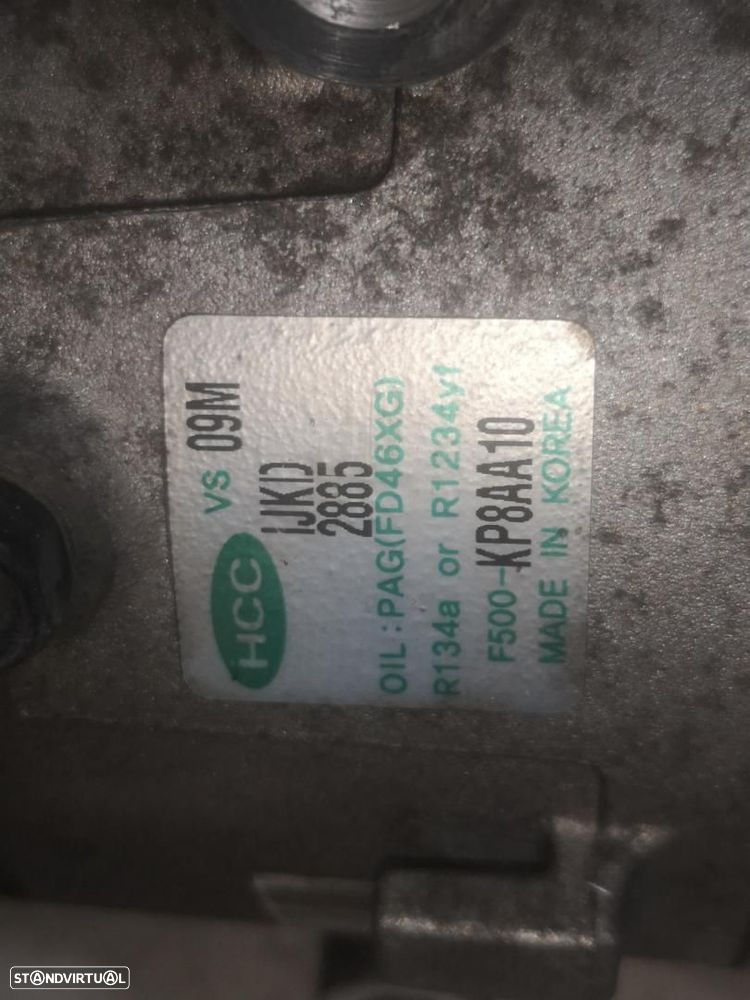 VS 09M
HCC
IJKD
2885
OIL : PAG(FD46XG)
R134a or R1234yf
F500-KP8AA10
MADE IN KOREA
STANDVIRTUAL